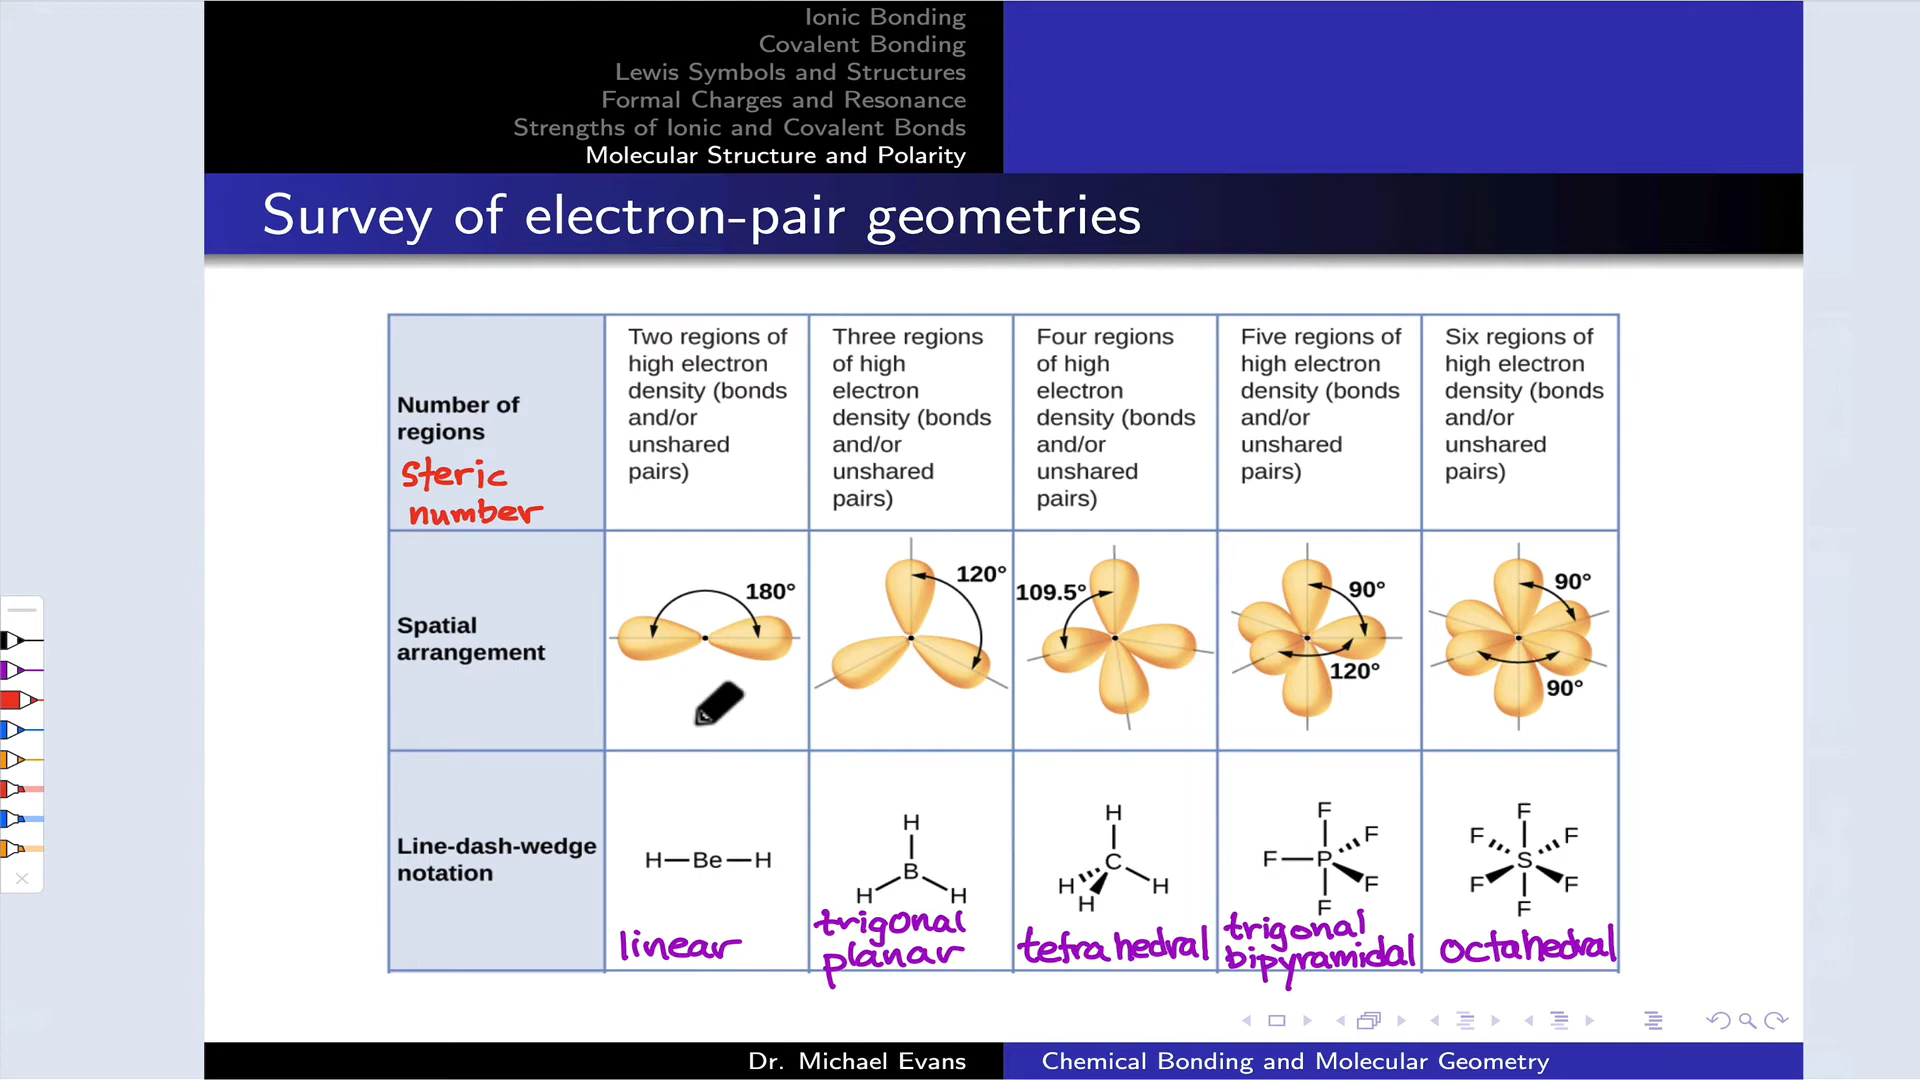 Ionic Bonding
Covalent Bonding
Lewis Symbols and Structures
Formal Charges and Resonance
Strengths of Ionic and Covalent Bonds
Molecular Structure and Polarity
Survey of electron-pair geometries
Number of
regions
Steric
number
Two regions of
high electron
density (bonds
and/or
unshared
pairs)
Three regions
of high
electron
density (bonds
and/or
unshared
pairs)
Four regions
of high
electron
density (bonds
and/or
unshared
pairs)
Five regions of
high electron
density (bonds
and/or
unshared
pairs)
Six regions of
high electron
density (bonds
and/or
unshared
pairs)
Spatial
arrangement
180°
120°
109.5°
90°
120°
90°
90°
Line-dash-wedge
notation
H—Be—H
H
B
H H
H
C
H H
H
F
F
F—P
F
F
F
F F
S
F F
F
linear
trigonal
planar
tetrahedral
trigonal
bipyramidal
octahedral
Dr. Michael Evans
Chemical Bonding and Molecular Geometry